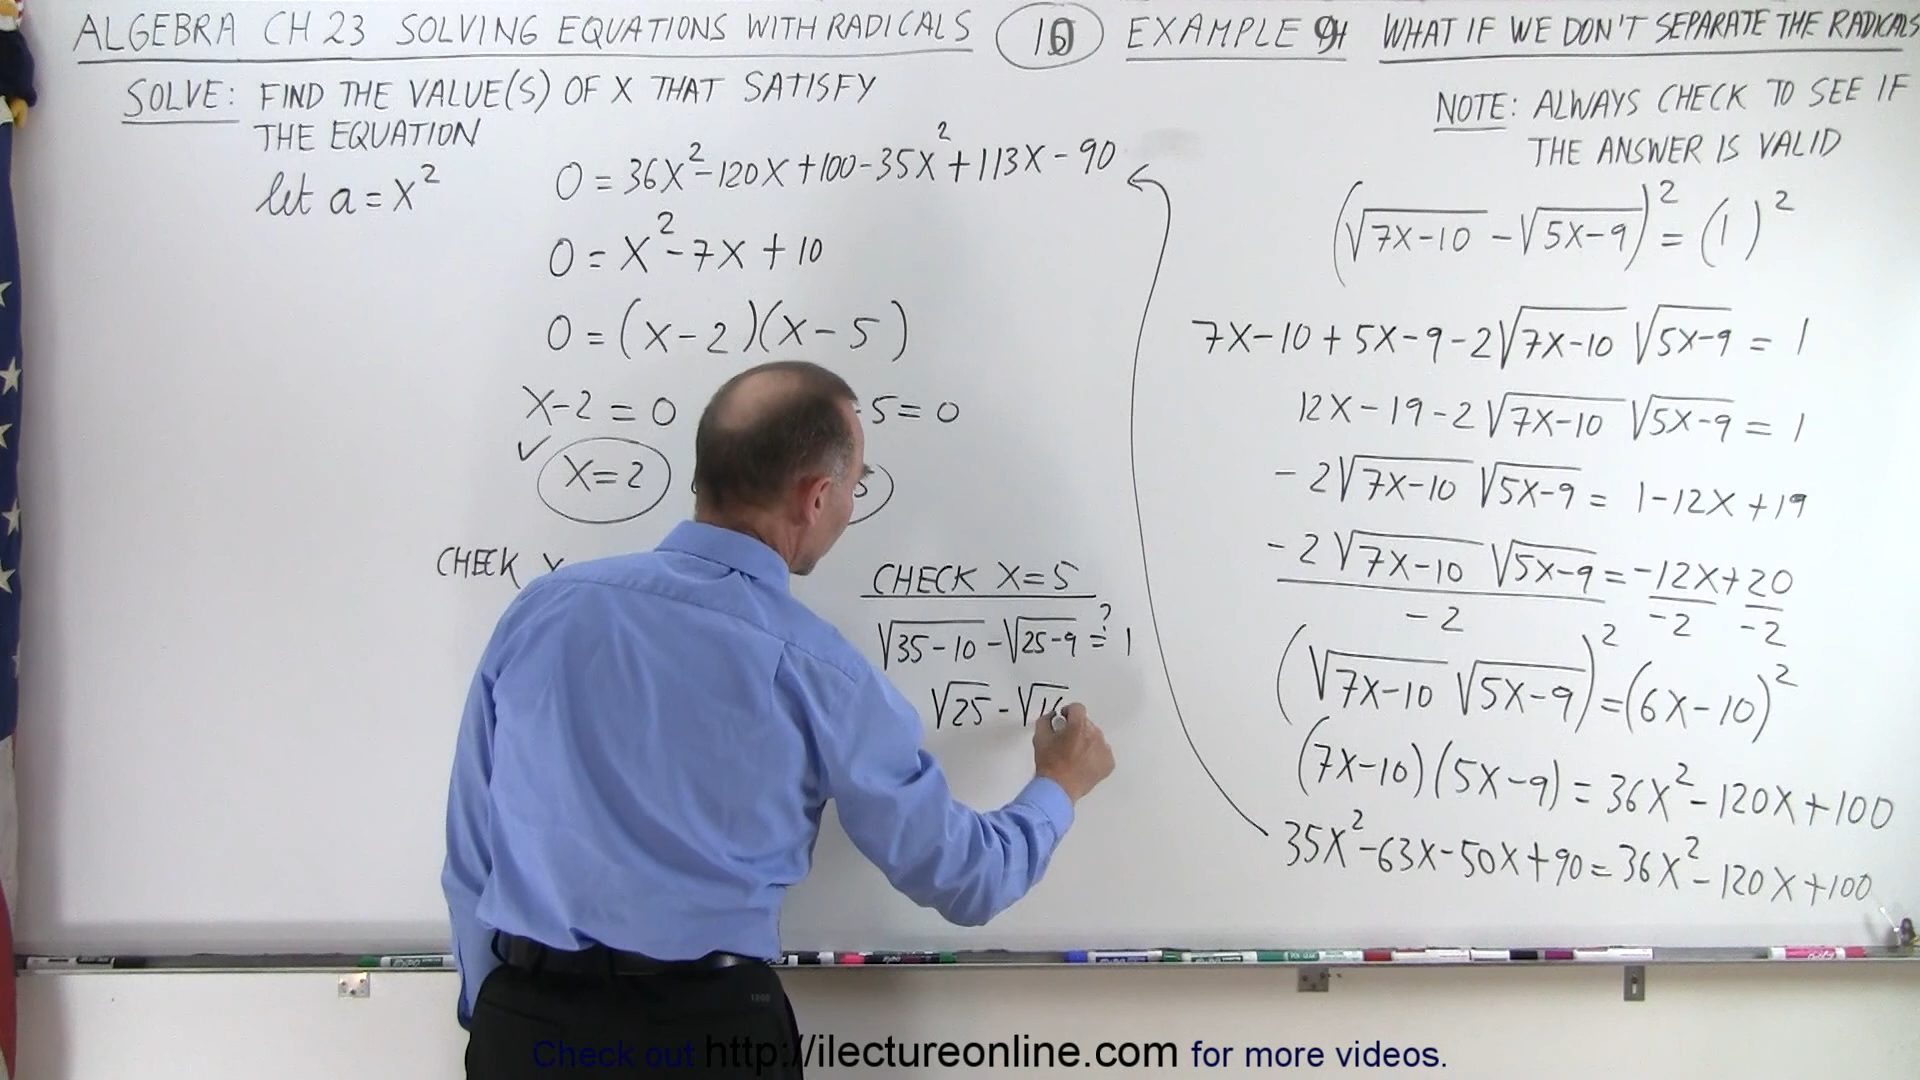 ALGEBRA CH 23 SOLVING EQUATIONS WITH RADICALS 10 EXAMPLE 9 WHAT IF WE DON'T SEPARATE THE RADICALS
SOLVE: FIND THE VALUE(S) OF X THAT SATISFY
THE EQUATION
let a = x²
0 = 36x² - 120x + 100 - 35x² + 113x - 90
0 = x² - 7x + 10
0 = (x - 2)(x - 5)
x - 2 = 0 - 5 = 0
✓ x = 2 5
CHECK X
CHECK X = 5
√35-10 - √25-9 =? 1
√25 - √16
NOTE: ALWAYS CHECK TO SEE IF
THE ANSWER IS VALID
(√7x-10 - √5x-9)² = (1)²
7x-10 + 5x-9 - 2√7x-10 √5x-9 = 1
12x - 19 - 2√7x-10 √5x-9 = 1
- 2√7x-10 √5x-9 = 1 - 12x + 19
- 2√7x-10 √5x-9 = -12x + 20
-2 -2 -2
(√7x-10 √5x-9)² = (6x - 10)²
(7x-10)(5x-9) = 36x² - 120x + 100
35x² - 63x - 50x + 90 = 36x² - 120x + 100
Check out http://ilectureonline.com for more videos.